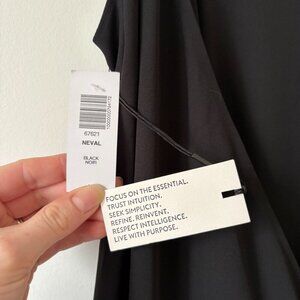 67621
NEVAL
BLACK
NOIR
FOCUS ON THE ESSENTIAL.
TRUST INTUITION.
SEEK SIMPLICITY.
REFINE. REINVENT.
RESPECT INTELLIGENCE.
LIVE WITH PURPOSE.